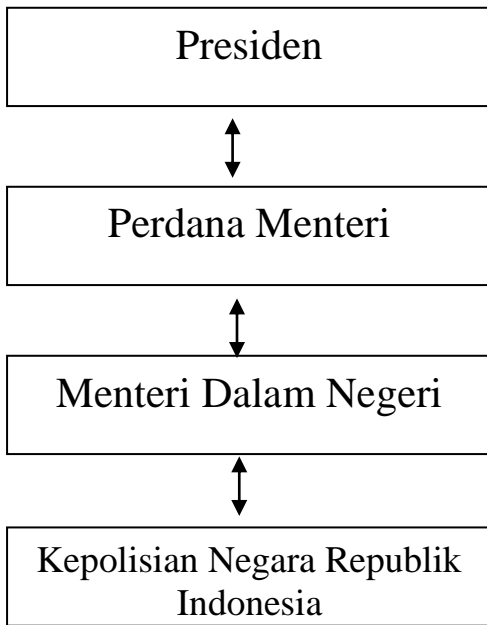 Presiden
Perdana Menteri
Menteri Dalam Negeri
Kepolisian Negara Republik
Indonesia